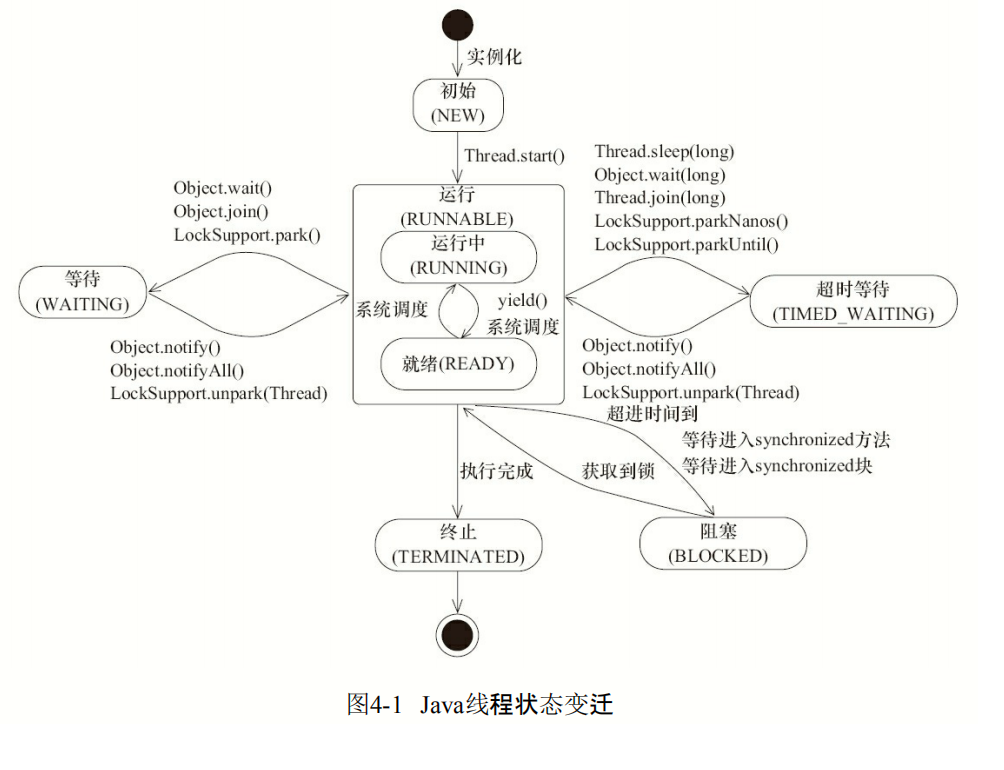 实例化
初始
(NEW)
Thread.start()
Object.wait()
Object.join()
LockSupport.park()
Thread.sleep(long)
Object.wait(long)
Thread.join(long)
LockSupport.parkNanos()
LockSupport.parkUntil()
运行
(RUNNABLE)
运行中
(RUNNING)
系统调度
yield()
系统调度
就绪(READY)
等待
(WAITING)
超时等待
(TIMED_WAITING)
Object.notify()
Object.notifyAll()
LockSupport.unpark(Thread)
Object.notify()
Object.notifyAll()
LockSupport.unpark(Thread)
超进时间到
等待进入synchronized方法
等待进入synchronized块
获取到锁
执行完成
终止
(TERMINATED)
阻塞
(BLOCKED)
图4-1 Java线程状态变迁